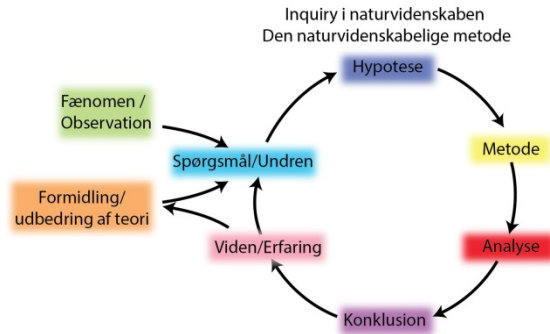 Inquiry i naturvidenskaben
Den naturvidenskabelige metode
Hypotese
Fænomen /
Observation
Metode
Spørgsmål/Undren
Formidling/
udbedring af teori
Viden/Erfaring
Analyse
Konklusion